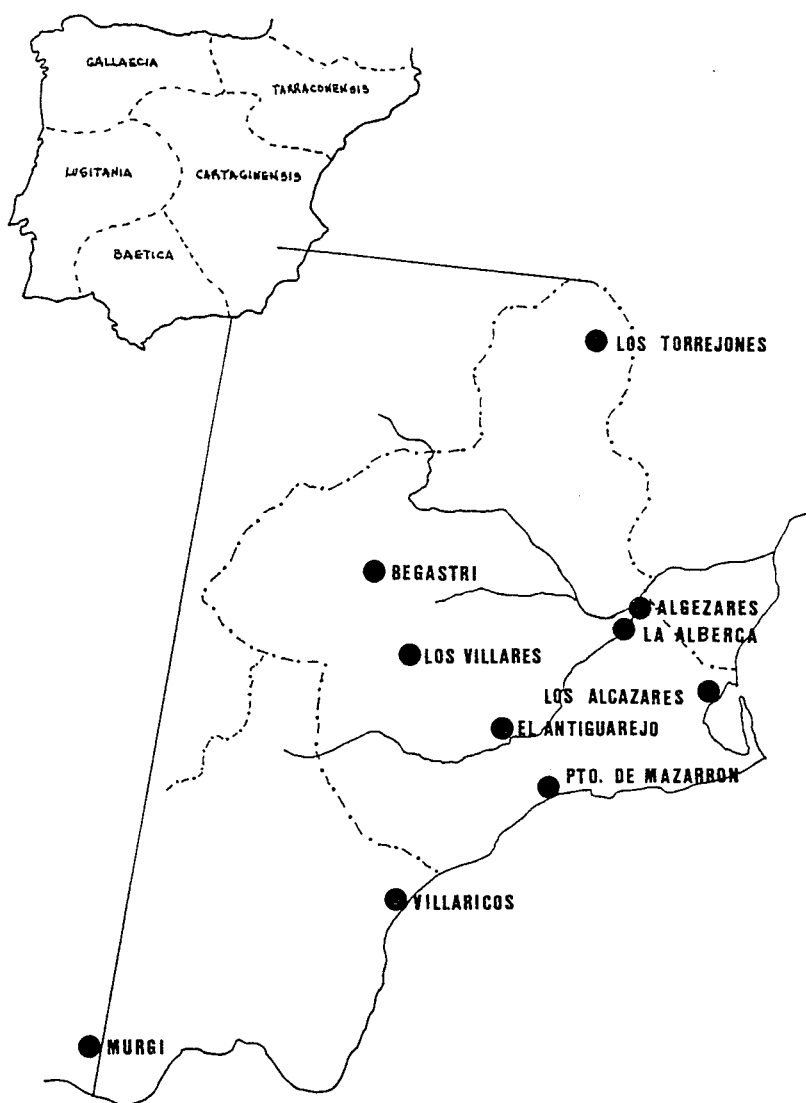 GALLAECIA
TARRACONENSIS
LUSITANIA
CARTAGINENSIS
BAETICA
LOS TORREJONES
BEGASTRI
ALGEZARES
LA ALBERCA
LOS VILLARES
LOS ALCAZARES
EL ANTIGUAREJO
PTO. DE MAZARRON
VILLARICOS
MURGI